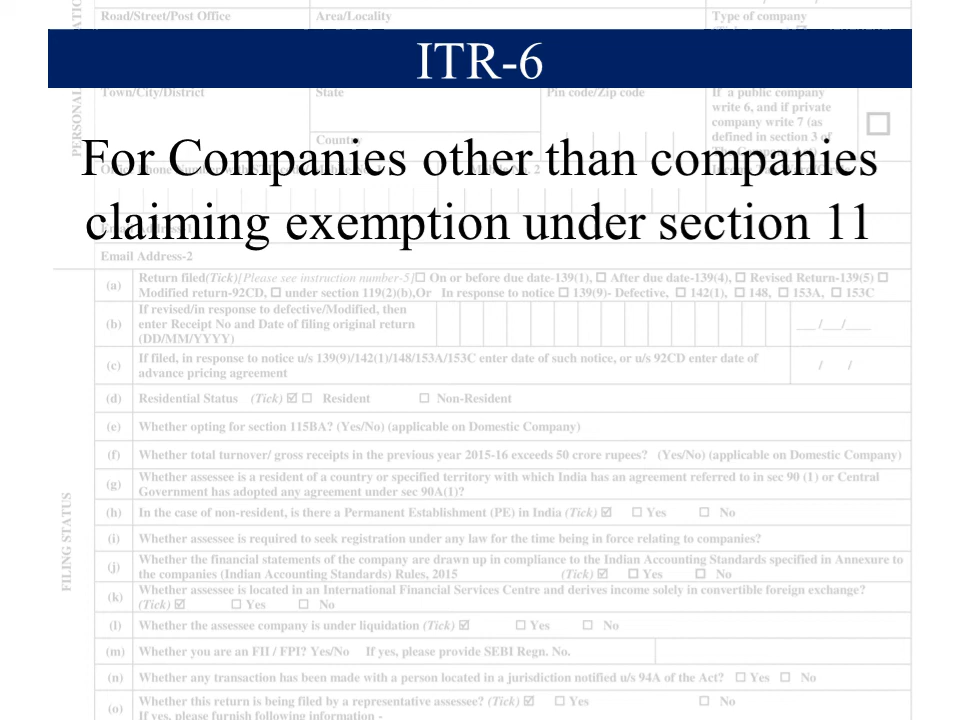 Road/Street/Post Office Area/Locality Type of company
ITR-6
Town/City/District State Pin code/Zip code If a public company
write 6, and if private
company write 7 (as
defined in section 3 of
Country
For Companies other than companies
claiming exemption under section 11
Email Address-2
FILING STATUS
(a) Return filed(Tick)[Please see instruction number-5]☐ On or before due date-139(1), ☐ After due date-139(4), ☐ Revised Return-139(5) ☐
Modified return-92CD, ☐ under section 119(2)(b),Or In response to notice ☐ 139(9)- Defective, ☐ 142(1), ☐ 148, ☐ 153A, ☐ 153C
(b) If revised/in response to defective/Modified, then
enter Receipt No and Date of filing original return
(DD/MM/YYYY) ___/___/____
(c) If filed, in response to notice u/s 139(9)/142(1)/148/153A/153C enter date of such notice, or u/s 92CD enter date of
advance pricing agreement / /
(d) Residential Status (Tick) ☑ ☐ Resident ☐ Non-Resident
(e) Whether opting for section 115BA? (Yes/No) (applicable on Domestic Company)
(f) Whether total turnover/ gross receipts in the previous year 2015-16 exceeds 50 crore rupees? (Yes/No) (applicable on Domestic Company)
(g) Whether assessee is a resident of a country or specified territory with which India has an agreement referred to in sec 90 (1) or Central
Government has adopted any agreement under sec 90A(1)?
(h) In the case of non-resident, is there a Permanent Establishment (PE) in India (Tick) ☑ ☐ Yes ☐ No
(i) Whether assessee is required to seek registration under any law for the time being in force relating to companies?
(j) Whether the financial statements of the company are drawn up in compliance to the Indian Accounting Standards specified in Annexure to
the companies (Indian Accounting Standards) Rules, 2015 (Tick) ☑ ☐ Yes ☐ No
(k) Whether assessee is located in an International Financial Services Centre and derives income solely in convertible foreign exchange?
(Tick) ☑ ☐ Yes ☐ No
(l) Whether the assessee company is under liquidation (Tick) ☑ ☐ Yes ☐ No
(m) Whether you are an FII / FPI? Yes/No If yes, please provide SEBI Regn. No.
(n) Whether any transaction has been made with a person located in a jurisdiction notified u/s 94A of the Act? ☐ Yes ☐ No
(o) Whether this return is being filed by a representative assessee? (Tick) ☑ ☐ Yes ☐ No
If yes, please furnish following information -